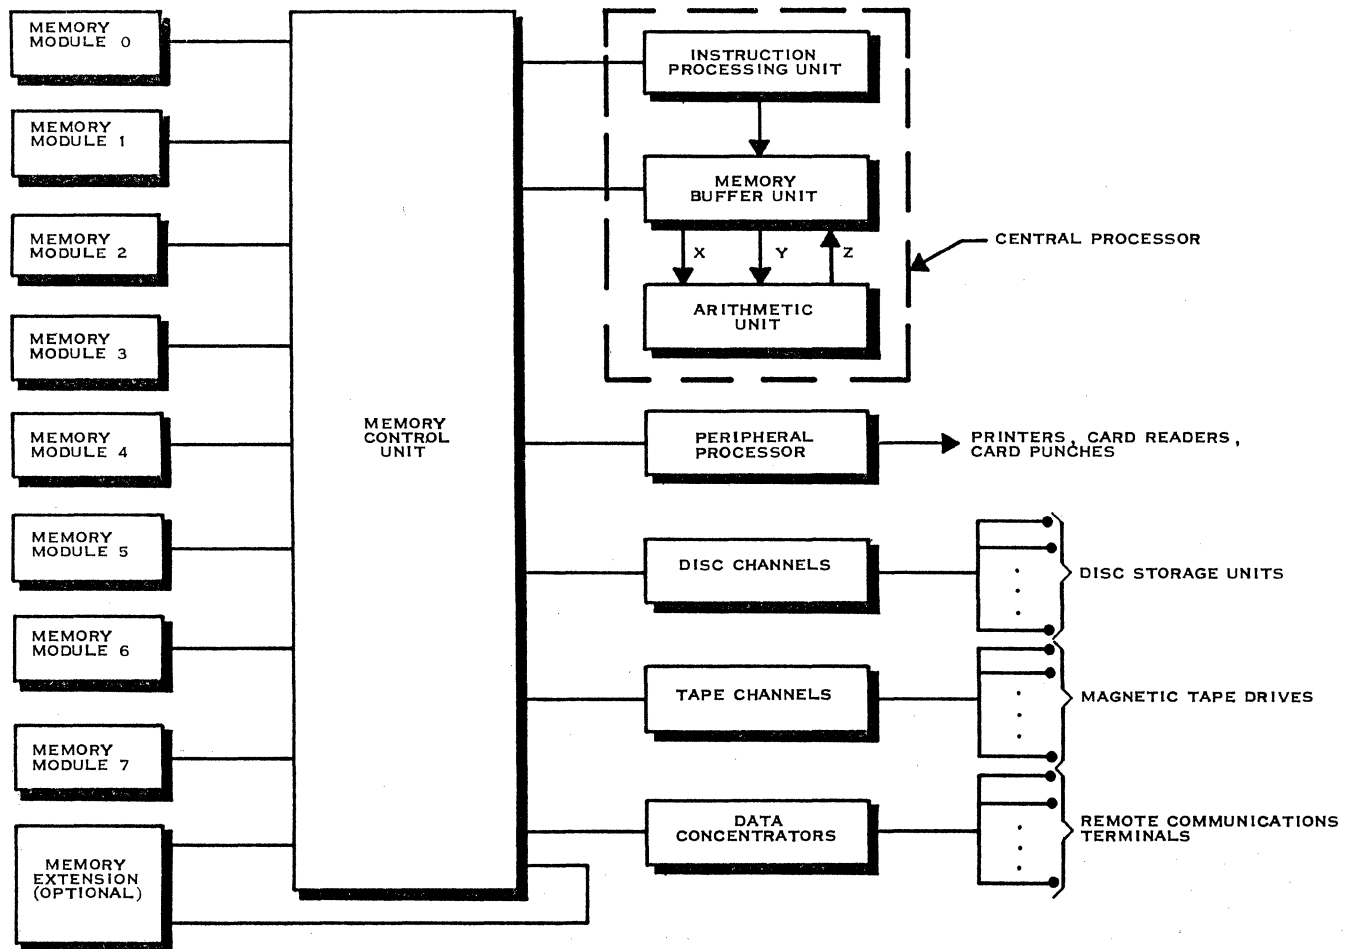 MEMORY
MODULE 0
MEMORY
MODULE 1
MEMORY
MODULE 2
MEMORY
MODULE 3
MEMORY
MODULE 4
MEMORY
MODULE 5
MEMORY
MODULE 6
MEMORY
MODULE 7
MEMORY
EXTENSION
(OPTIONAL)
MEMORY
CONTROL
UNIT
INSTRUCTION
PROCESSING UNIT
MEMORY
BUFFER UNIT
X
Y
Z
ARITHMETIC
UNIT
CENTRAL PROCESSOR
PERIPHERAL
PROCESSOR
PRINTERS, CARD READERS,
CARD PUNCHES
DISC CHANNELS
DISC STORAGE UNITS
TAPE CHANNELS
MAGNETIC TAPE DRIVES
DATA
CONCENTRATORS
REMOTE COMMUNICATIONS
TERMINALS